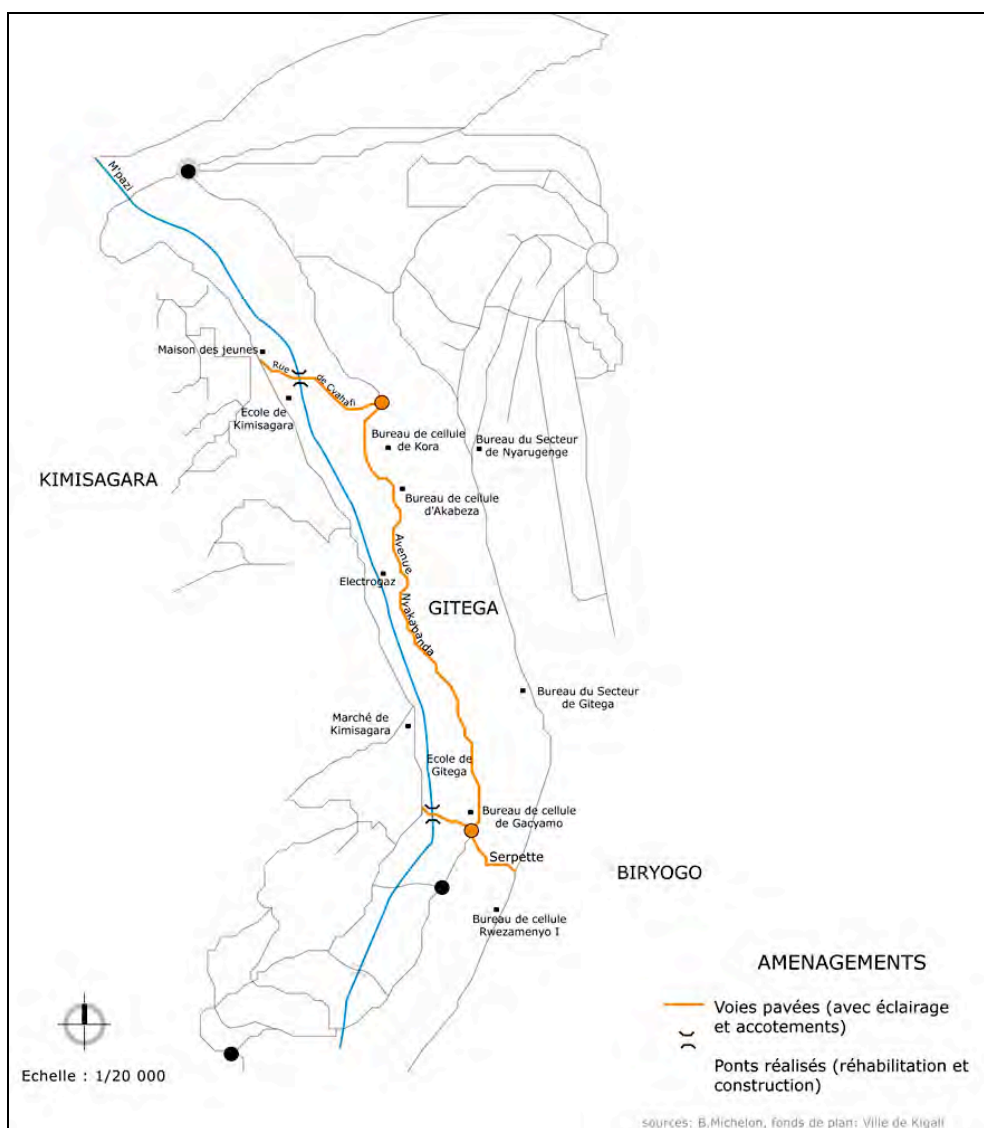 M'pazi
Maison des jeunes
Rue
de Cyahafi
Ecole de
Kimisagara
Bureau de cellule
de Kora
Bureau du Secteur
de Nyarugenge
KIMISAGARA
Bureau de cellule
d'Akabeza
Avenue
Nyakabanda
Electrogaz
GITEGA
Bureau du Secteur
de Gitega
Marché de
Kimisagara
Ecole de
Gitega
Bureau de cellule
de Gacyamo
Serpette
BIRYOGO
Bureau de cellule
Rwezamenyo I
AMENAGEMENTS
Voies pavées (avec éclairage
et accotements)
Ponts réalisés (réhabilitation et
construction)
Echelle : 1/20 000
sources: B.Michelon, fonds de plan: Ville de Kigali